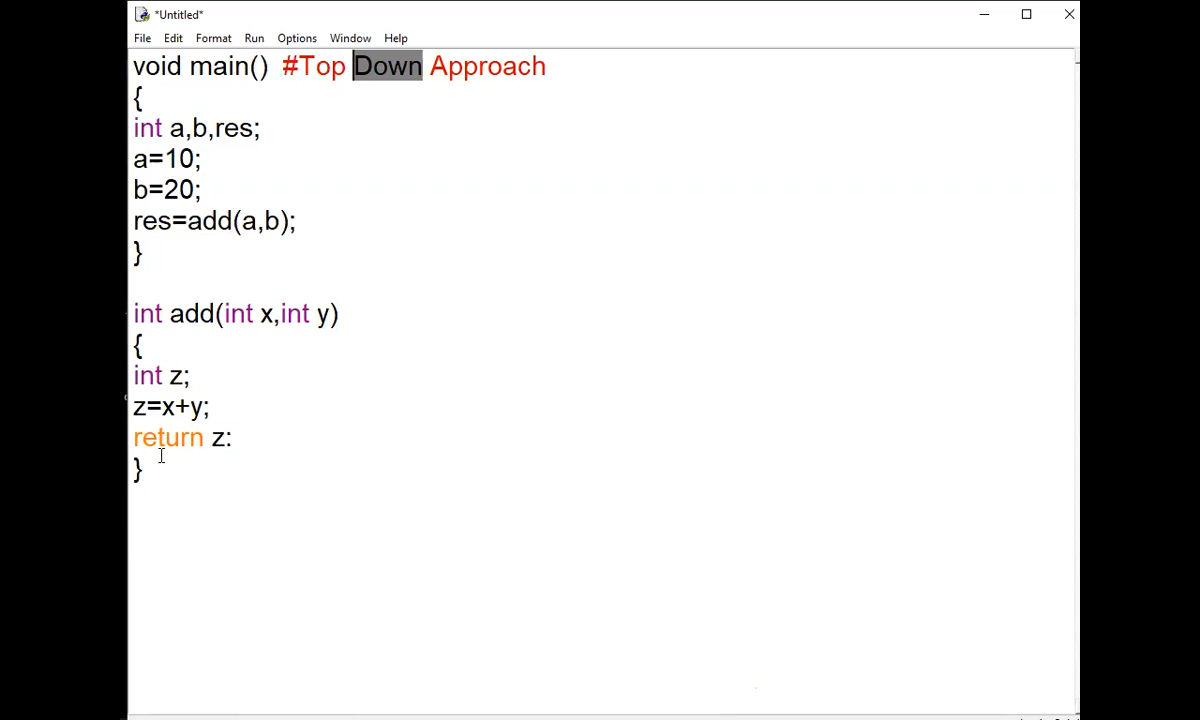 *Untitled*
File Edit Format Run Options Window Help
void main() #Top Down Approach
{
int a,b,res;
a=10;
b=20;
res=add(a,b);
}
int add(int x,int y)
{
int z;
z=x+y;
return z:
}